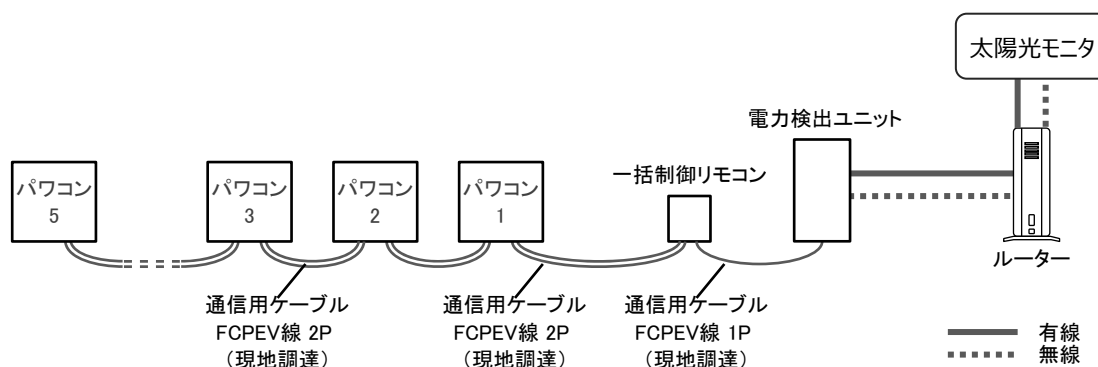 太陽光モニタ
電力検出ユニット
一括制御リモコン
パワコン
5
パワコン
3
パワコン
2
パワコン
1
ルーター
通信用ケーブル
FCPEV線 2P
（現地調達）
通信用ケーブル
FCPEV線 2P
（現地調達）
通信用ケーブル
FCPEV線 1P
（現地調達）
有線
無線